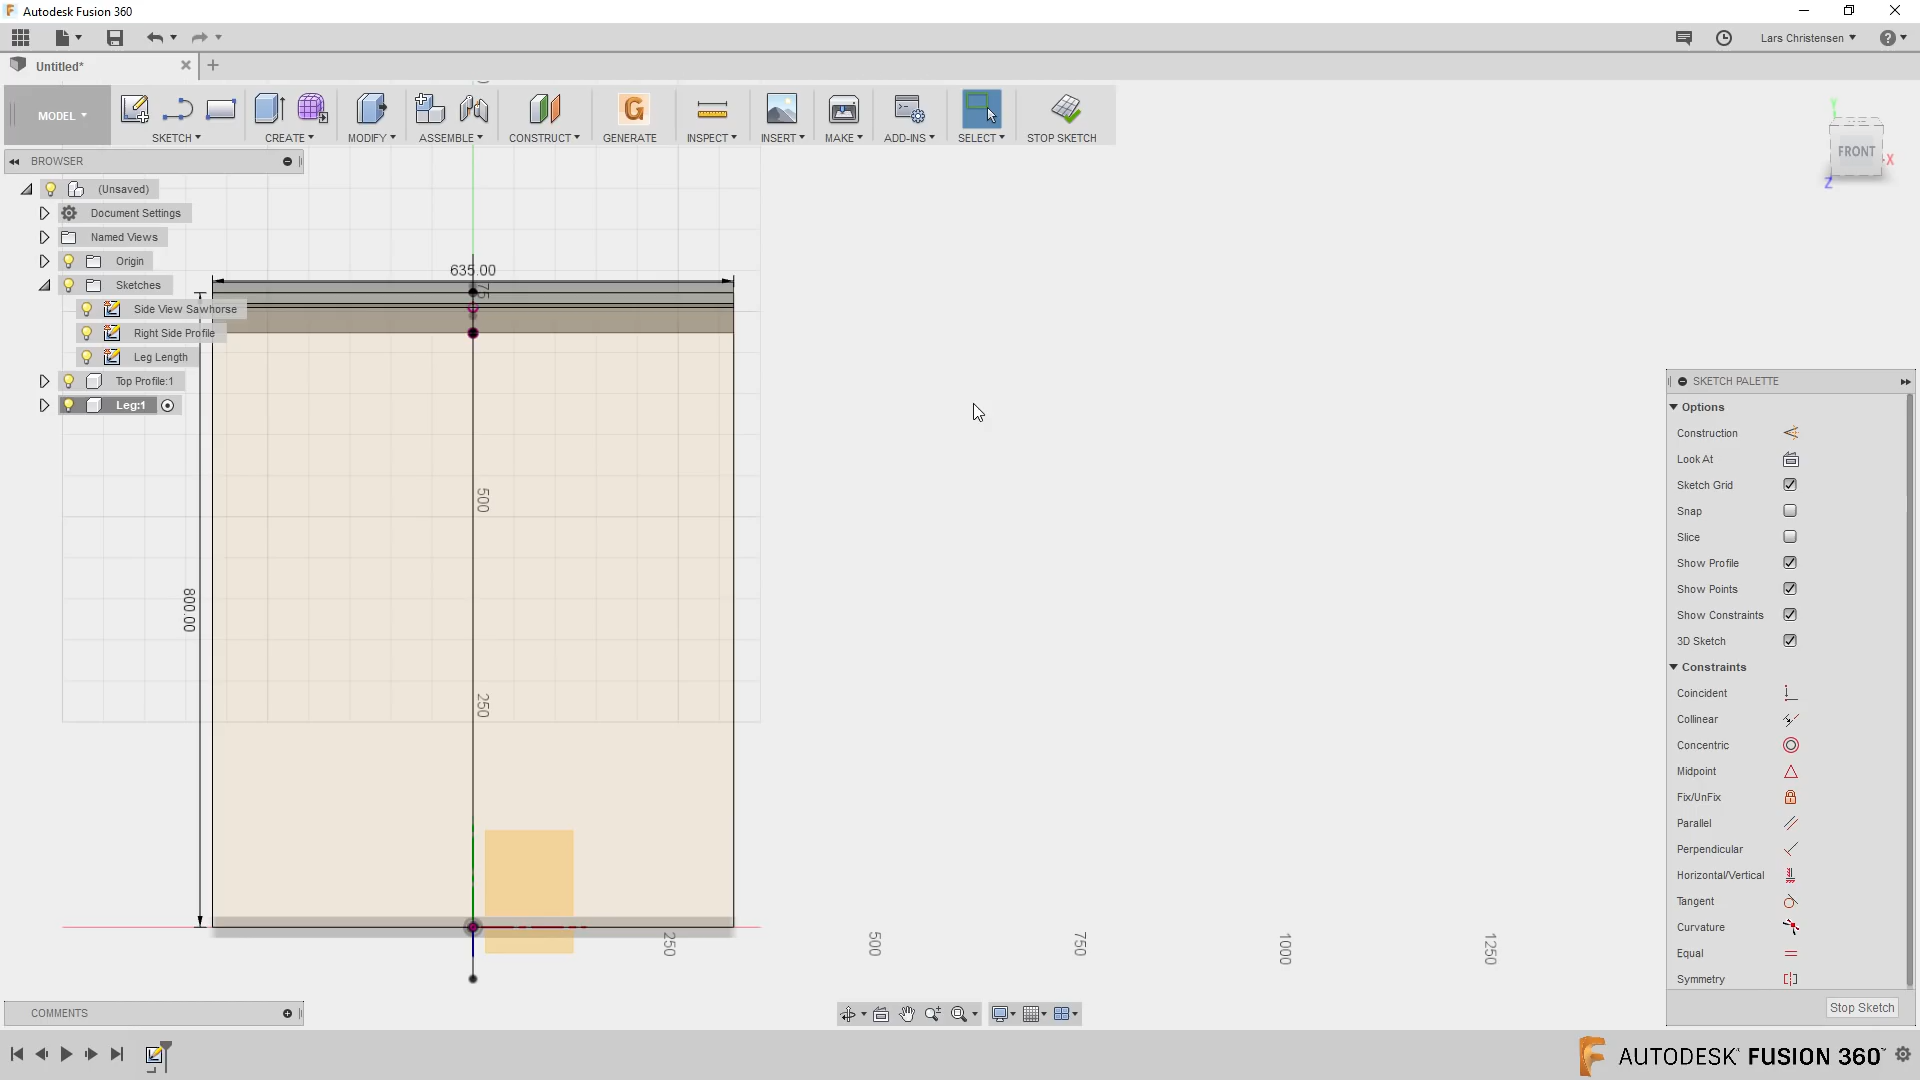 Autodesk Fusion 360
Lars Christensen
Untitled*
MODEL
SKETCH
CREATE
MODIFY
ASSEMBLE
CONSTRUCT
GENERATE
INSPECT
INSERT
MAKE
ADD-INS
SELECT
STOP SKETCH
BROWSER
(Unsaved)
Document Settings
Named Views
Origin
Sketches
Side View Sawhorse
Right Side Profile
Leg Length
Top Profile:1
Leg:1
FRONT
X
Y
Z
635.00
800.00
500
250
250
500
750
1000
1250
SKETCH PALETTE
Options
Construction
Look At
Sketch Grid
Snap
Slice
Show Profile
Show Points
Show Constraints
3D Sketch
Constraints
Coincident
Collinear
Concentric
Midpoint
Fix/UnFix
Parallel
Perpendicular
Horizontal/Vertical
Tangent
Curvature
Equal
Symmetry
Stop Sketch
COMMENTS
AUTODESK FUSION 360